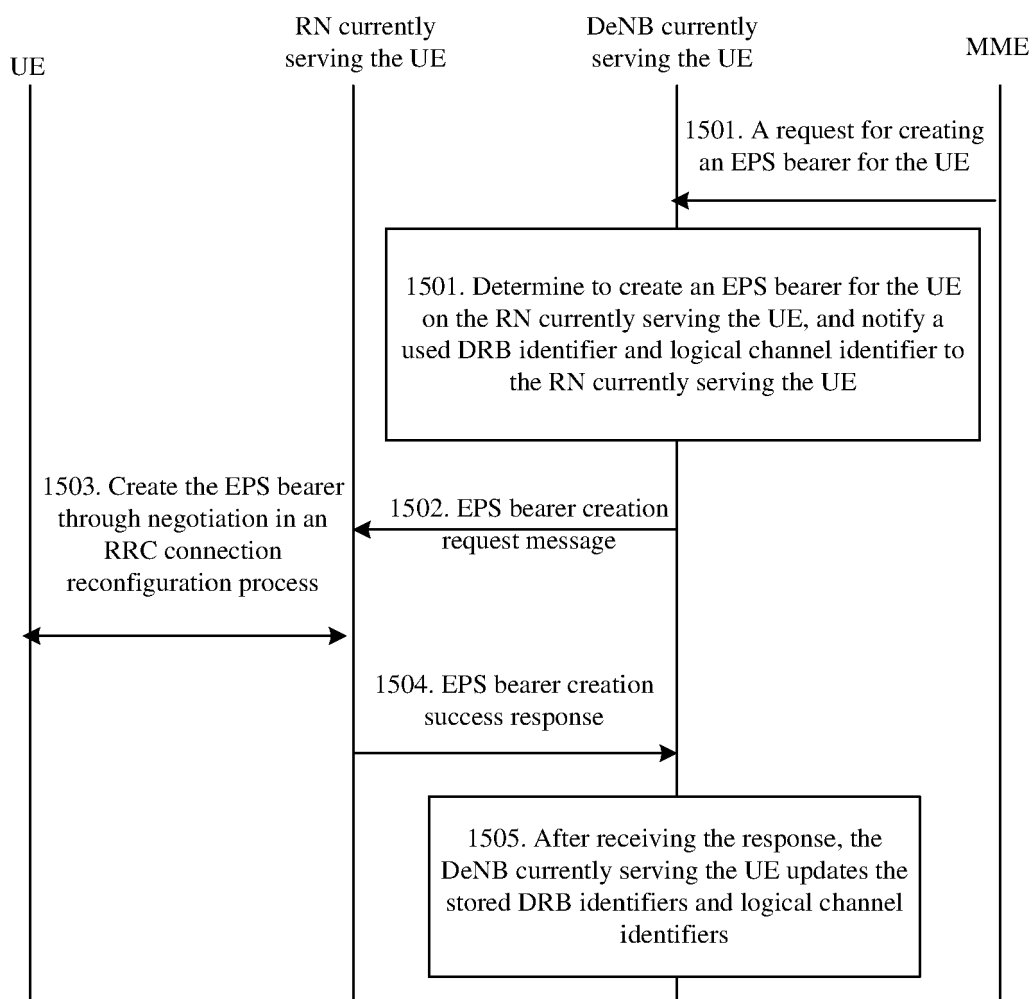 UE
RN currently
serving the UE
DeNB currently
serving the UE
MME
1501. A request for creating
an EPS bearer for the UE
1501. Determine to create an EPS bearer for the UE
on the RN currently serving the UE, and notify a
used DRB identifier and logical channel identifier to
the RN currently serving the UE
1503. Create the EPS bearer
through negotiation in an
RRC connection
reconfiguration process
1502. EPS bearer creation
request message
1504. EPS bearer creation
success response
1505. After receiving the response, the
DeNB currently serving the UE updates the
stored DRB identifiers and logical channel
identifiers